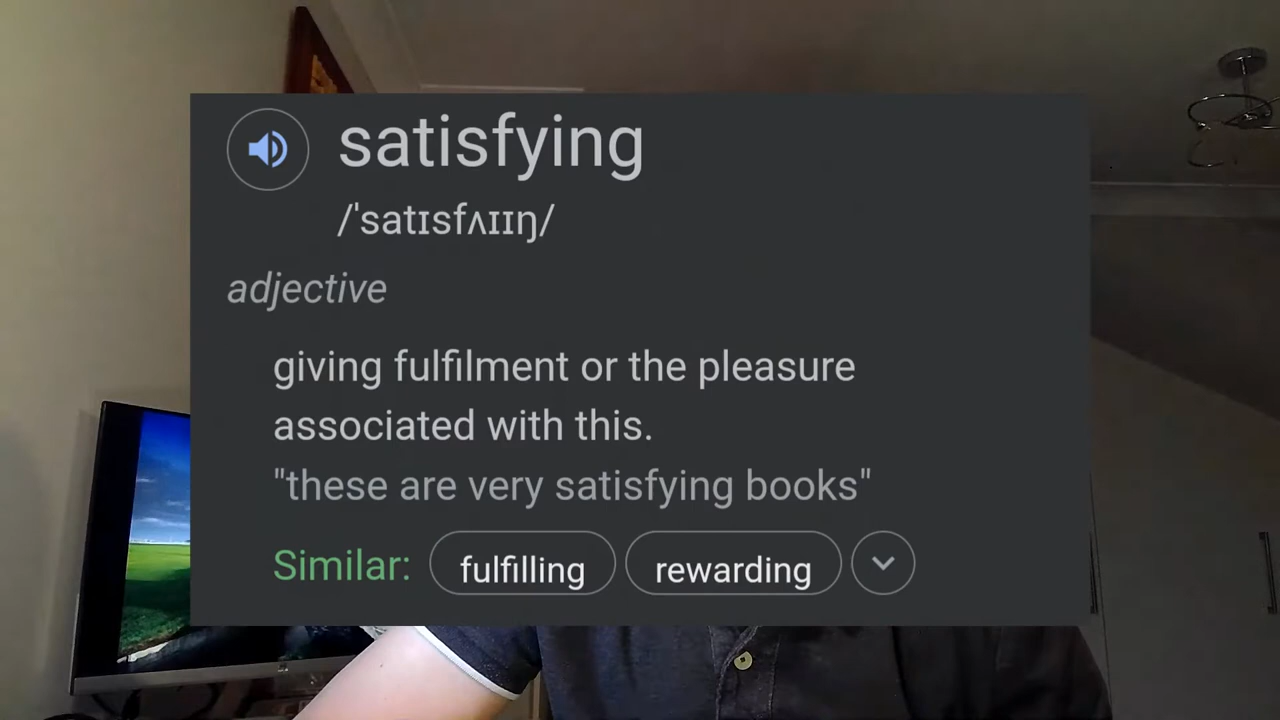 satisfying
/ˈsatɪsfʌɪɪŋ/
adjective
giving fulfilment or the pleasure
associated with this.
"these are very satisfying books"
Similar: fulfilling rewarding